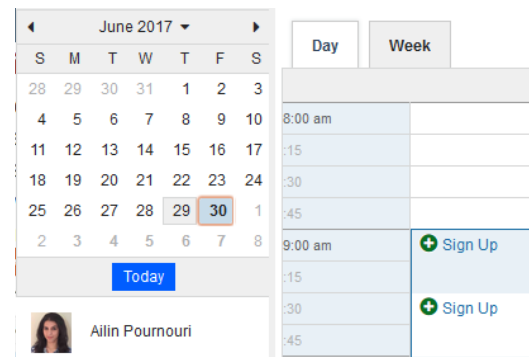 June 2017
S M T W T F S
28 29 30 31 1 2 3
4 5 6 7 8 9 10
11 12 13 14 15 16 17
18 19 20 21 22 23 24
25 26 27 28 29 30 1
2 3 4 5 6 7 8
Today
Ailin Pournouri
Day Week
8:00 am
:15
:30
:45
9:00 am Sign Up
:15
:30 Sign Up
:45